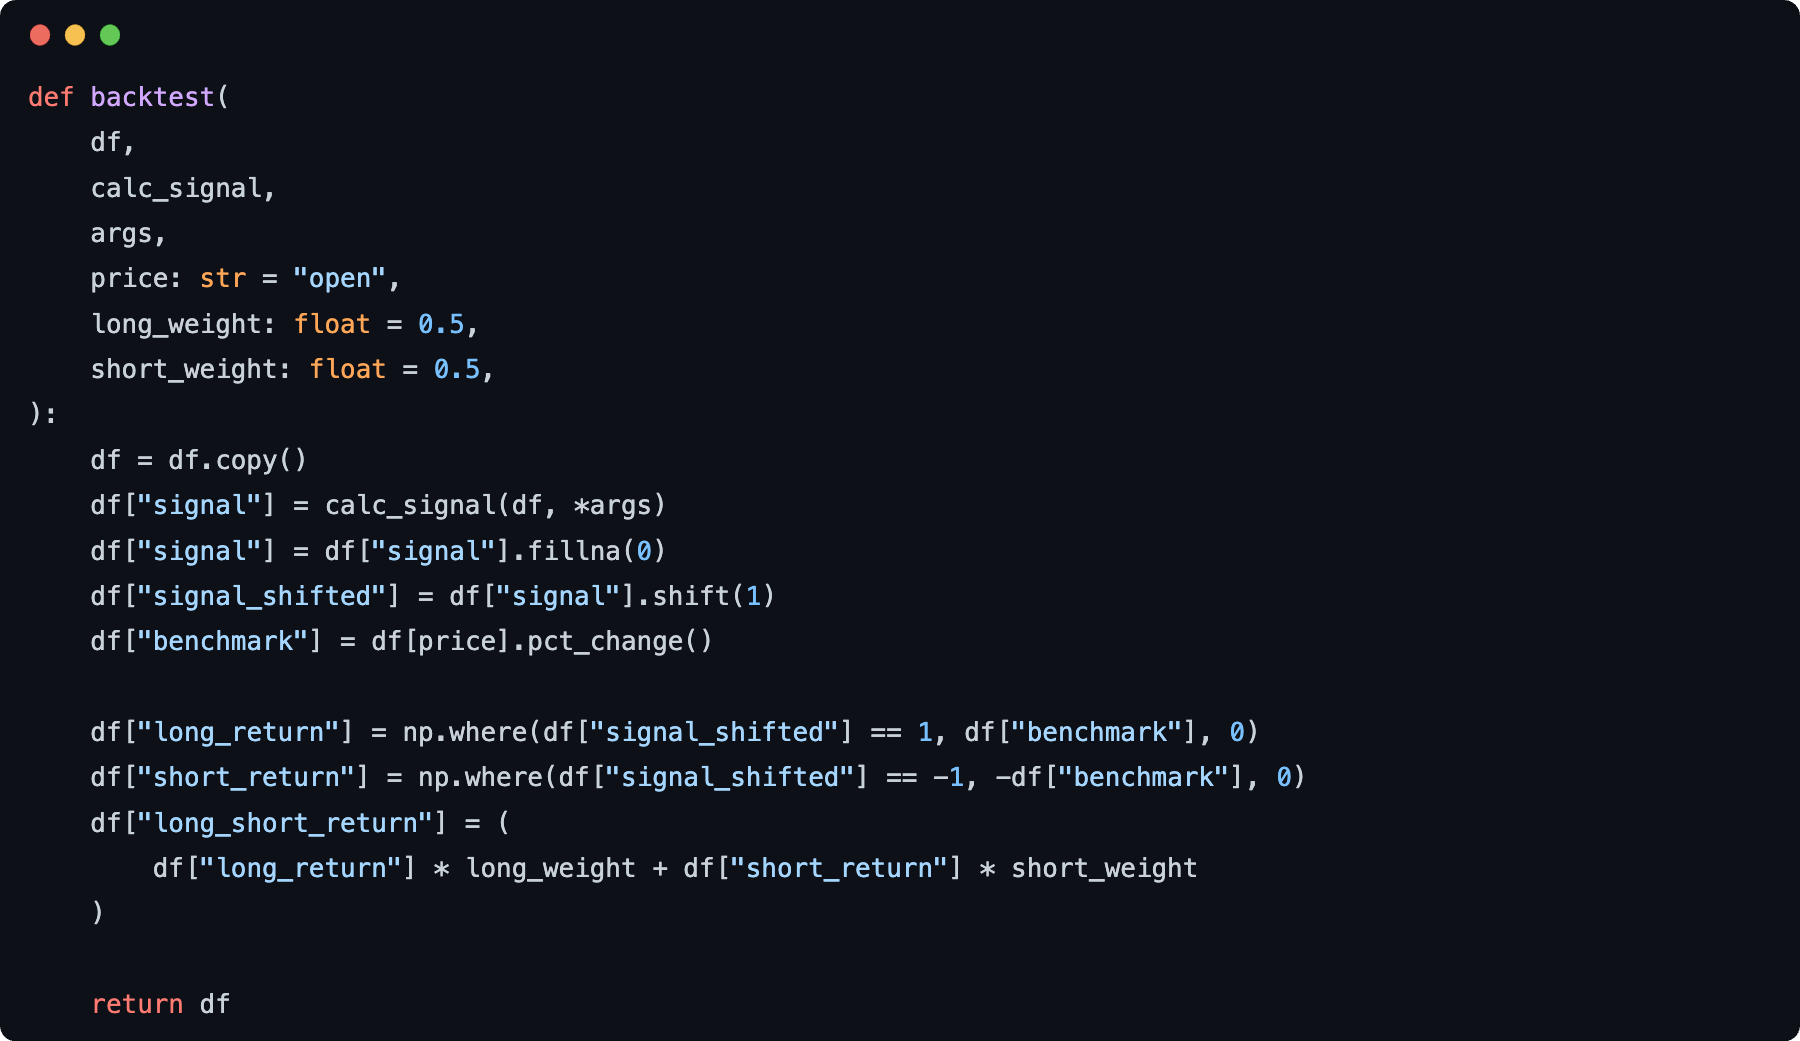 def backtest(
    df,
    calc_signal,
    args,
    price: str = "open",
    long_weight: float = 0.5,
    short_weight: float = 0.5,
):
    df = df.copy()
    df["signal"] = calc_signal(df, *args)
    df["signal"] = df["signal"].fillna(0)
    df["signal_shifted"] = df["signal"].shift(1)
    df["benchmark"] = df[price].pct_change()

    df["long_return"] = np.where(df["signal_shifted"] == 1, df["benchmark"], 0)
    df["short_return"] = np.where(df["signal_shifted"] == -1, -df["benchmark"], 0)
    df["long_short_return"] = (
        df["long_return"] * long_weight + df["short_return"] * short_weight
    )

    return df